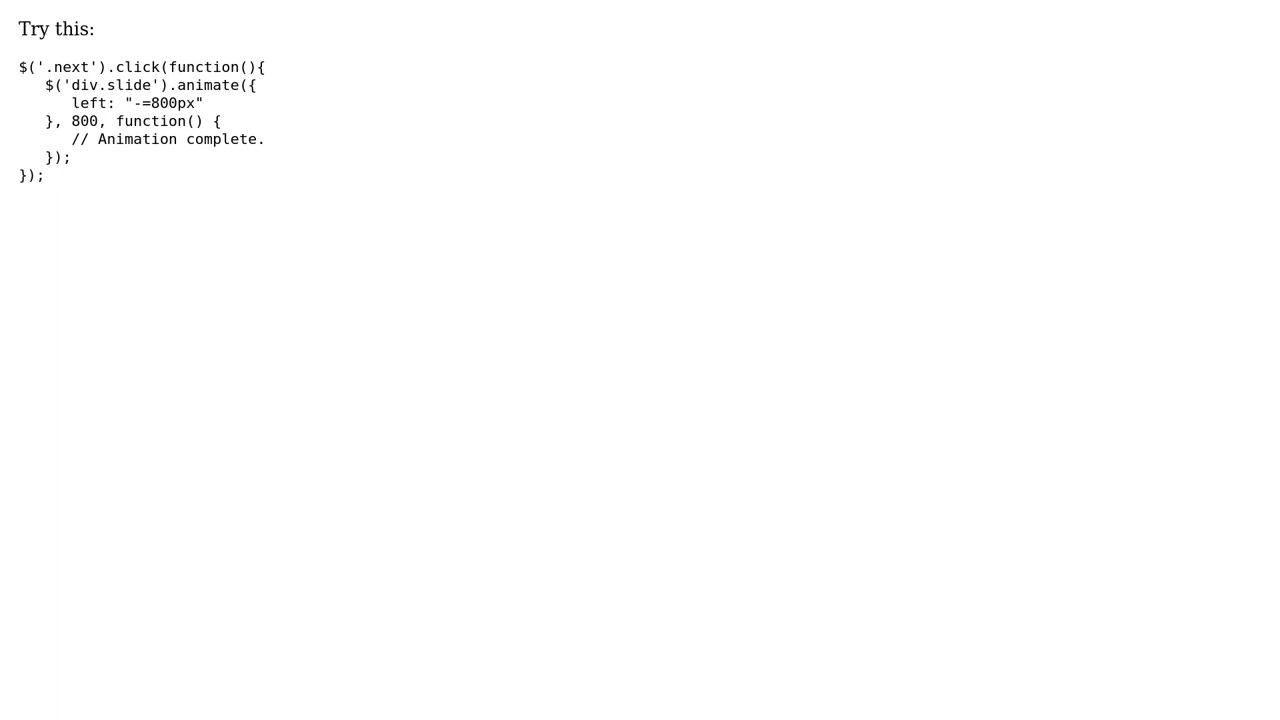 Try this:
$('.next').click(function(){
   $('div.slide').animate({
      left: "-=800px"
   }, 800, function() {
      // Animation complete.
   });
});